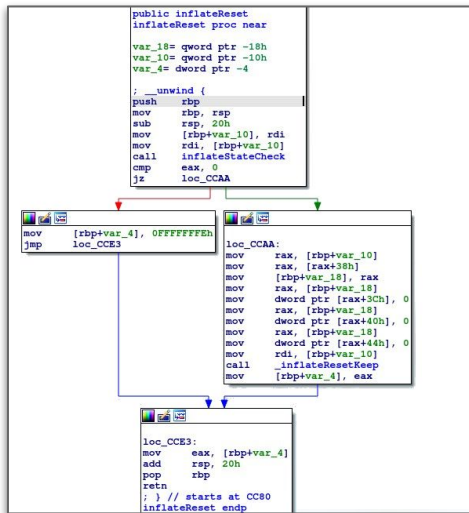 public inflateReset
inflateReset proc near
var_18= qword ptr -18h
var_10= qword ptr -10h
var_4= dword ptr -4
; __unwind {
push rbp
mov rbp, rsp
sub rsp, 20h
mov [rbp+var_10], rdi
mov rdi, [rbp+var_10]
call inflateStateCheck
cmp eax, 0
jz loc_CCAA
mov [rbp+var_4], 0FFFFFFFEh
jmp loc_CCE3
loc_CCAA:
mov rax, [rbp+var_10]
mov rax, [rax+38h]
mov [rbp+var_18], rax
mov rax, [rbp+var_18]
mov dword ptr [rax+3Ch], 0
mov rax, [rbp+var_18]
mov dword ptr [rax+40h], 0
mov rax, [rbp+var_18]
mov dword ptr [rax+44h], 0
mov rdi, [rbp+var_10]
call _inflateResetKeep
mov [rbp+var_4], eax
loc_CCE3:
mov eax, [rbp+var_4]
add rsp, 20h
pop rbp
retn
; } // starts at CC80
inflateReset endp